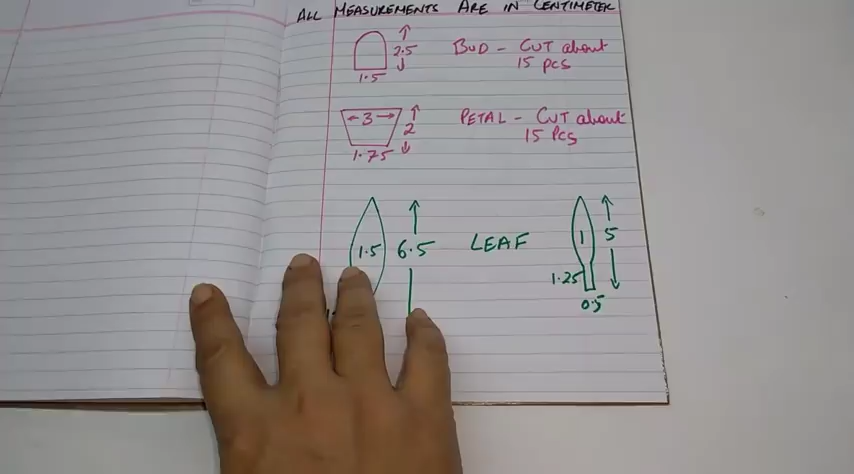 ALL MEASUREMENTS ARE IN CENTIMETER
2.5
1.5
BUD - CUT about
15 pcs
3
2
1.75
PETAL - CUT about
15 Pcs
1.5
6.5
LEAF
1
5
1.25
0.5